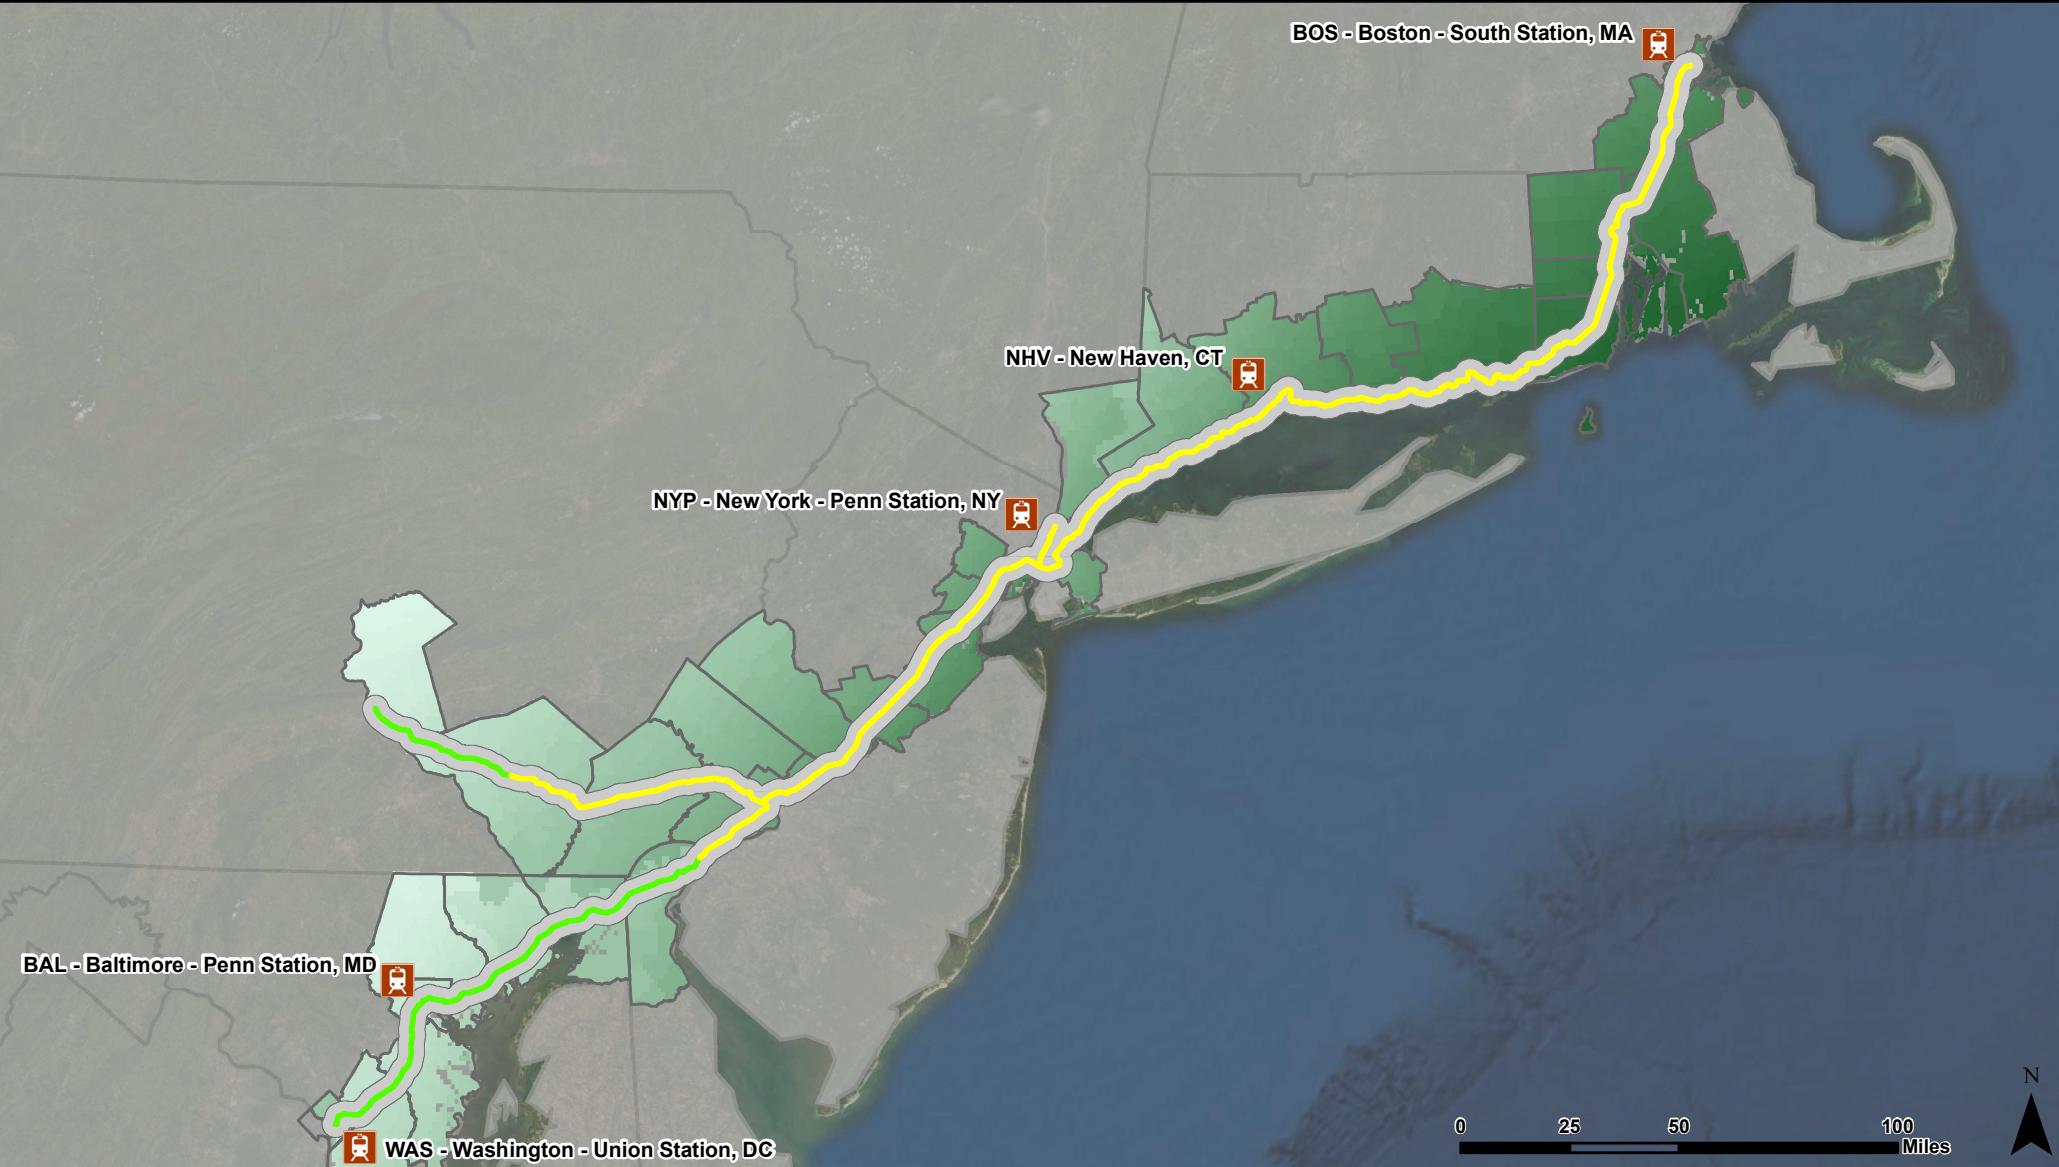 BOS - Boston - South Station, MA
NHV - New Haven, CT
NYP - New York - Penn Station, NY
BAL - Baltimore - Penn Station, MD
WAS - Washington - Union Station, DC
N
0 25 50 100
Miles